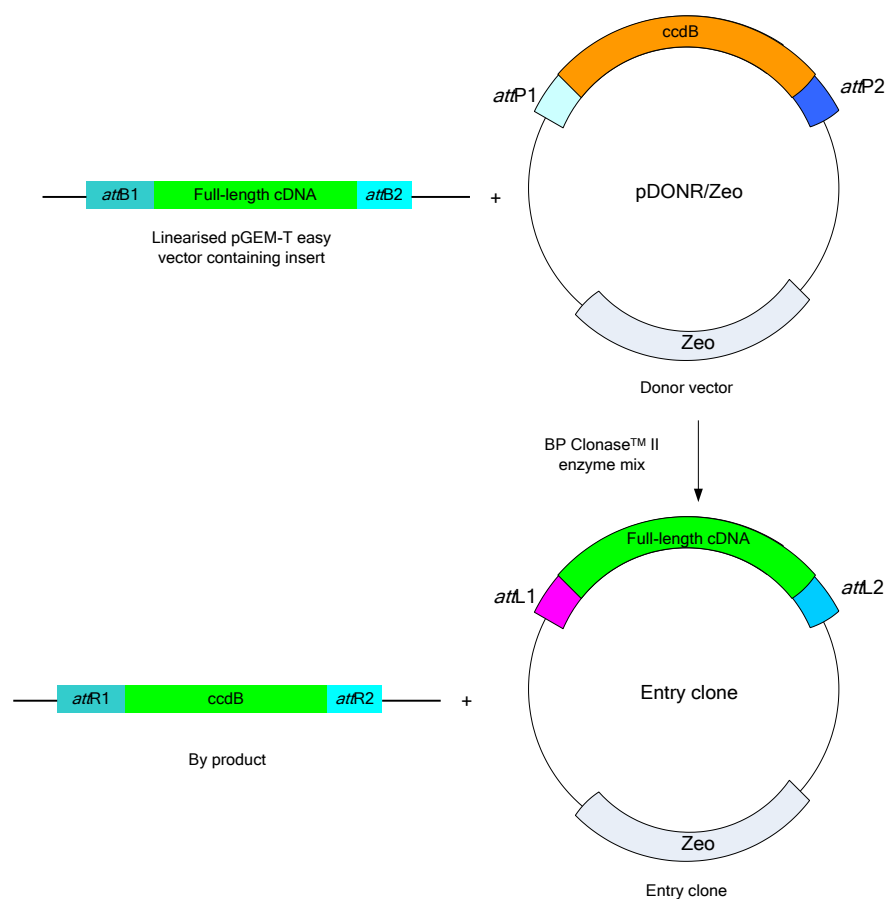 ccdB
attP1
attP2
attB1
Full-length cDNA
attB2
+
pDONR/Zeo
Linearised pGEM-T easy
vector containing insert
Zeo
Donor vector
BP Clonase™ II
enzyme mix
Full-length cDNA
attL1
attL2
attR1
ccdB
attR2
+
Entry clone
By product
Zeo
Entry clone